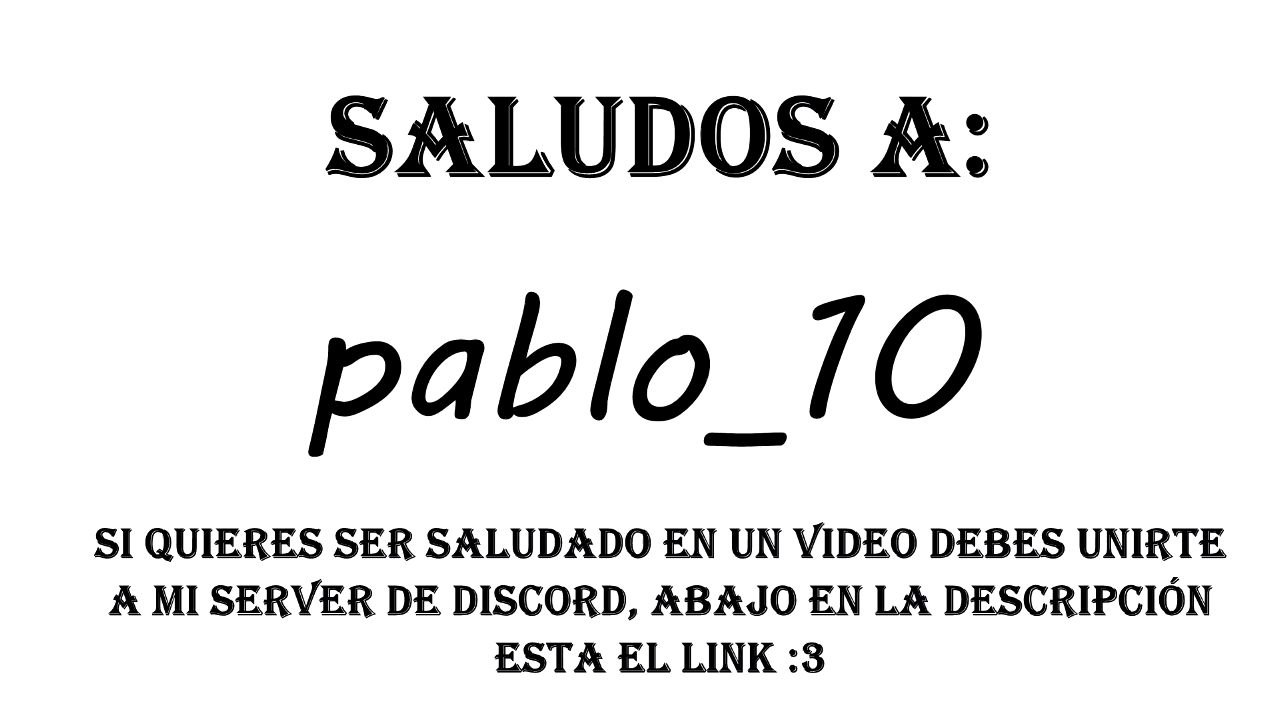 SALUDOS A:
pablo_10
SI QUIERES SER SALUDADO EN UN VIDEO DEBES UNIRTE
A MI SERVER DE DISCORD, ABAJO EN LA DESCRIPCIÓN
ESTA EL LINK :3